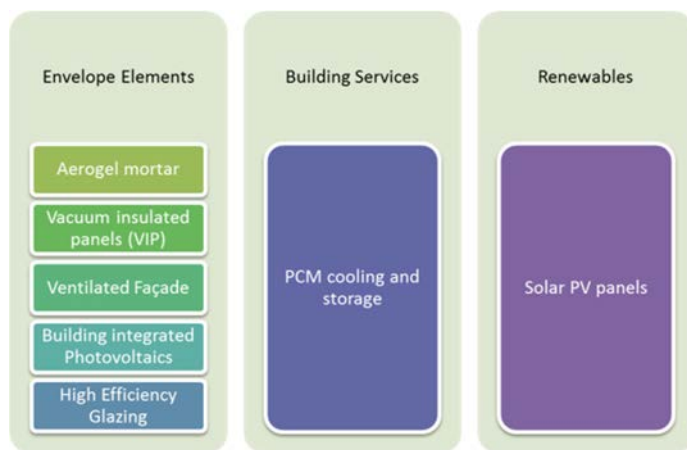 Envelope Elements
Aerogel mortar
Vacuum insulated
panels (VIP)
Ventilated Façade
Building integrated
Photovoltaics
High Efficiency
Glazing
Building Services
PCM cooling and
storage
Renewables
Solar PV panels